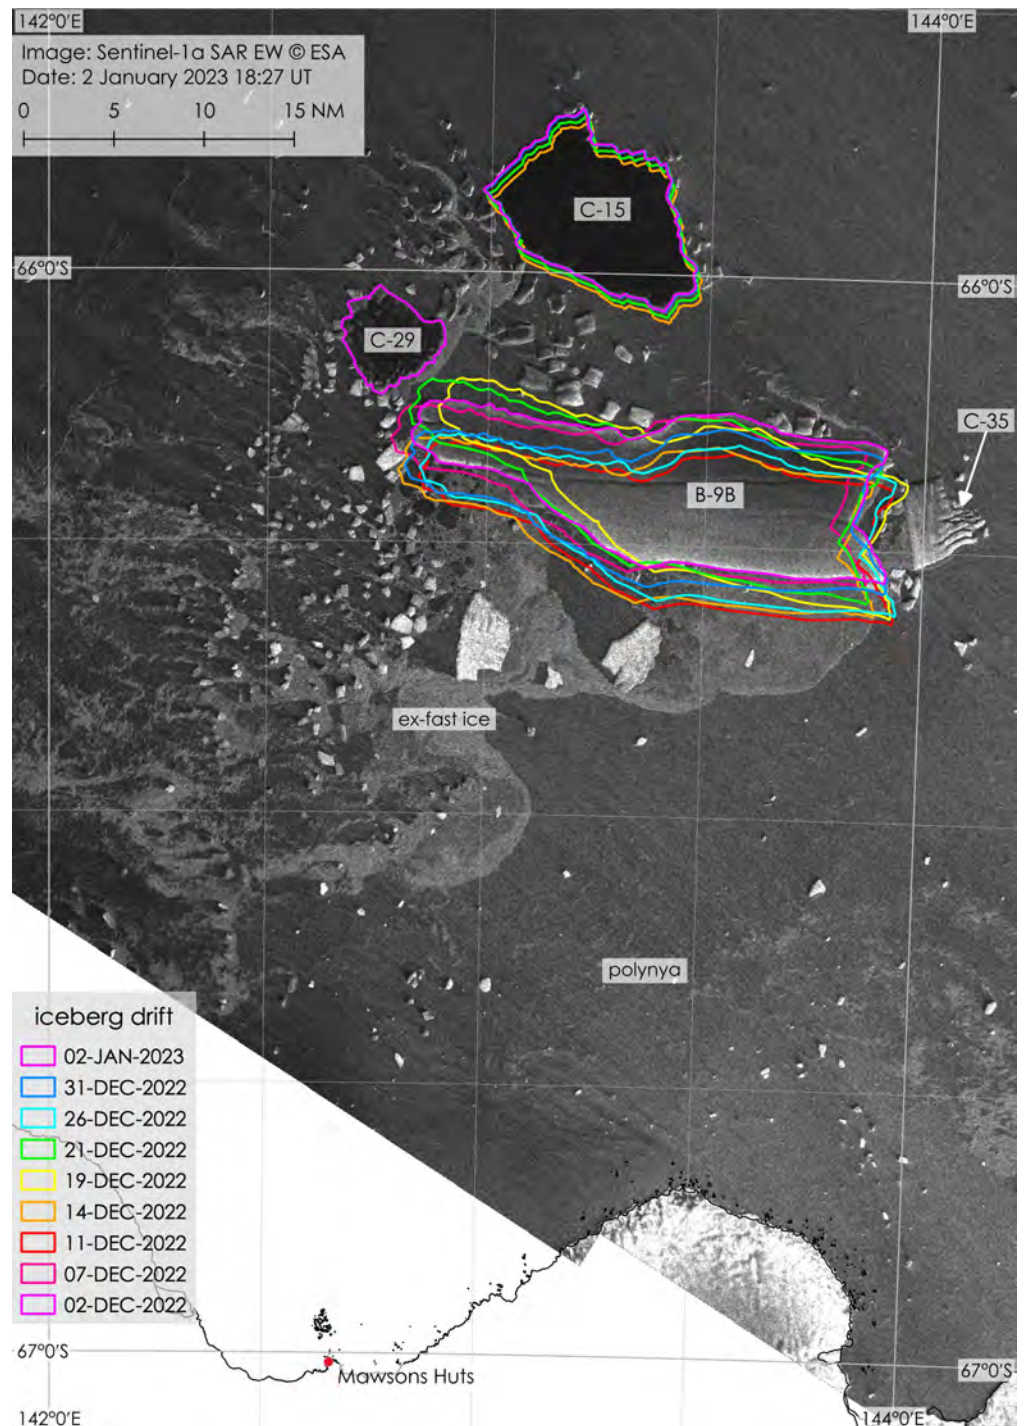 142°0'E
144°0'E
Image: Sentinel-1a SAR EW © ESA
Date: 2 January 2023 18:27 UT
0 5 10 15 NM
C-15
66°0'S
66°0'S
C-29
C-35
B-9B
ex-fast ice
polynya
iceberg drift
02-JAN-2023
31-DEC-2022
26-DEC-2022
21-DEC-2022
19-DEC-2022
14-DEC-2022
11-DEC-2022
07-DEC-2022
02-DEC-2022
67°0'S
67°0'S
Mawsons Huts
142°0'E
144°0'E